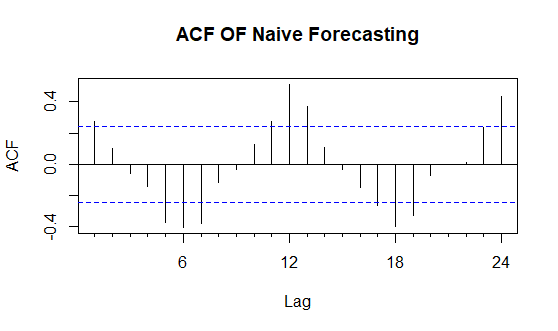 ACF OF Naive Forecasting
ACF
0.4
0.0
-0.4
6 12 18 24
Lag